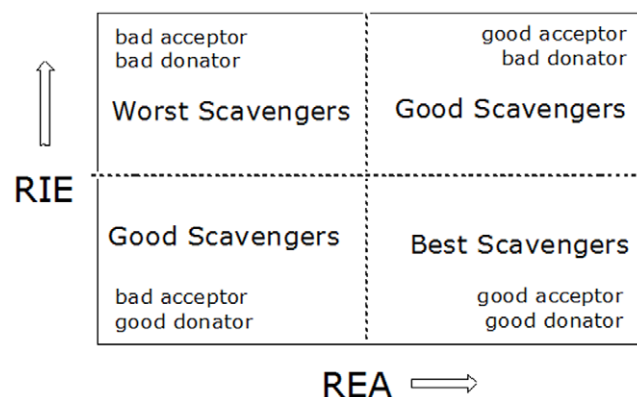 bad acceptor
bad donator
Worst Scavengers
good acceptor
bad donator
Good Scavengers
RIE
Good Scavengers
bad acceptor
good donator
Best Scavengers
good acceptor
good donator
REA